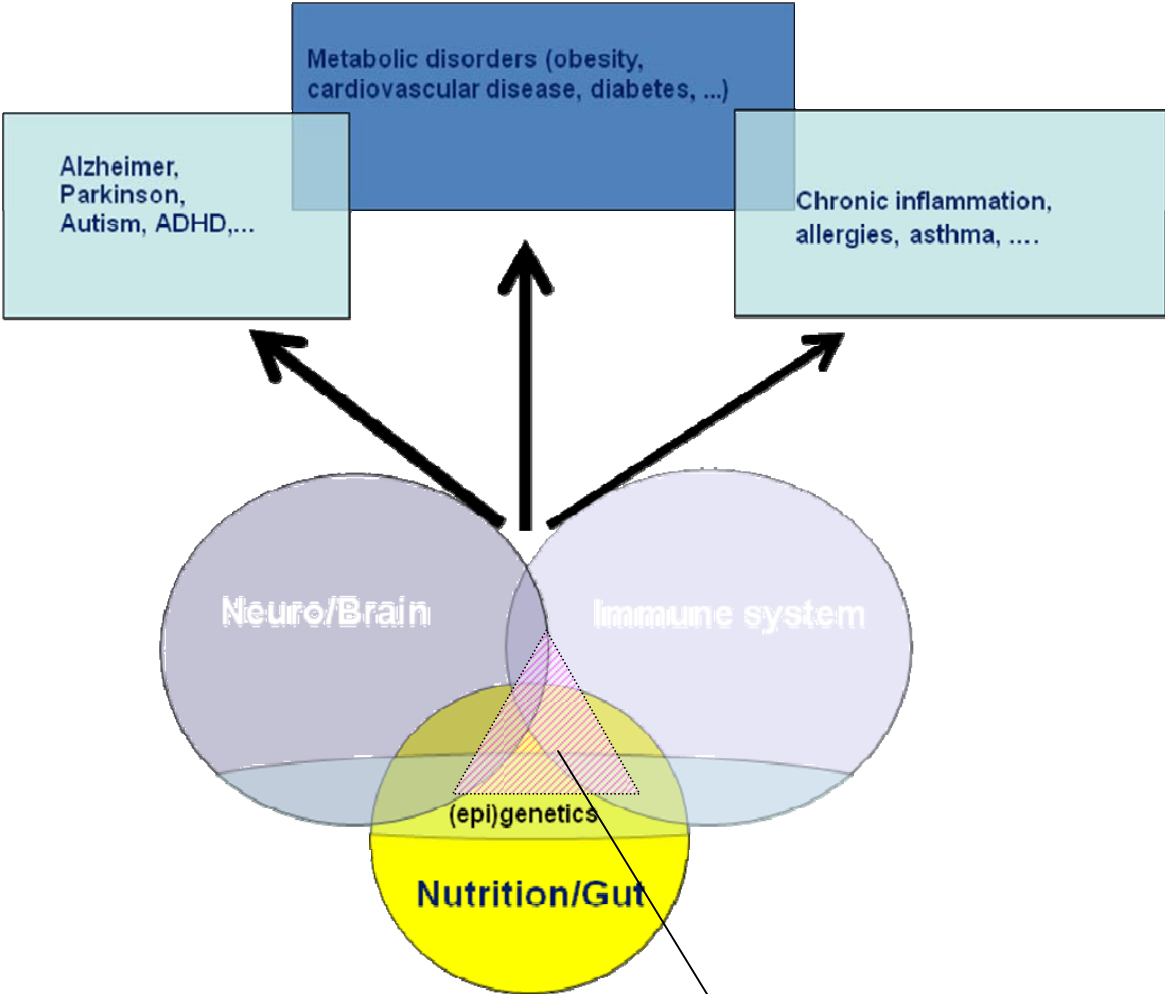 Metabolic disorders (obesity,
cardiovascular disease, diabetes, ...)
Alzheimer,
Parkinson,
Autism, ADHD,...
Chronic inflammation,
allergies, asthma, ....
Neuro/Brain
Immune system
(epi)genetics
Nutrition/Gut